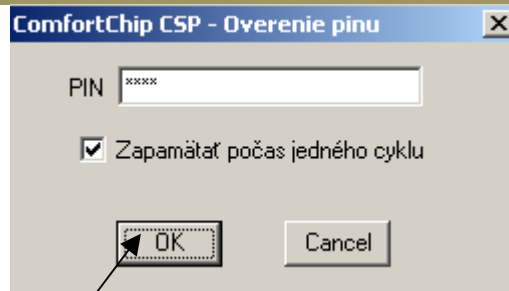 ComfortChip CSP - Overenie pinu
PIN ****
Zapamätať počas jedného cyklu
OK Cancel